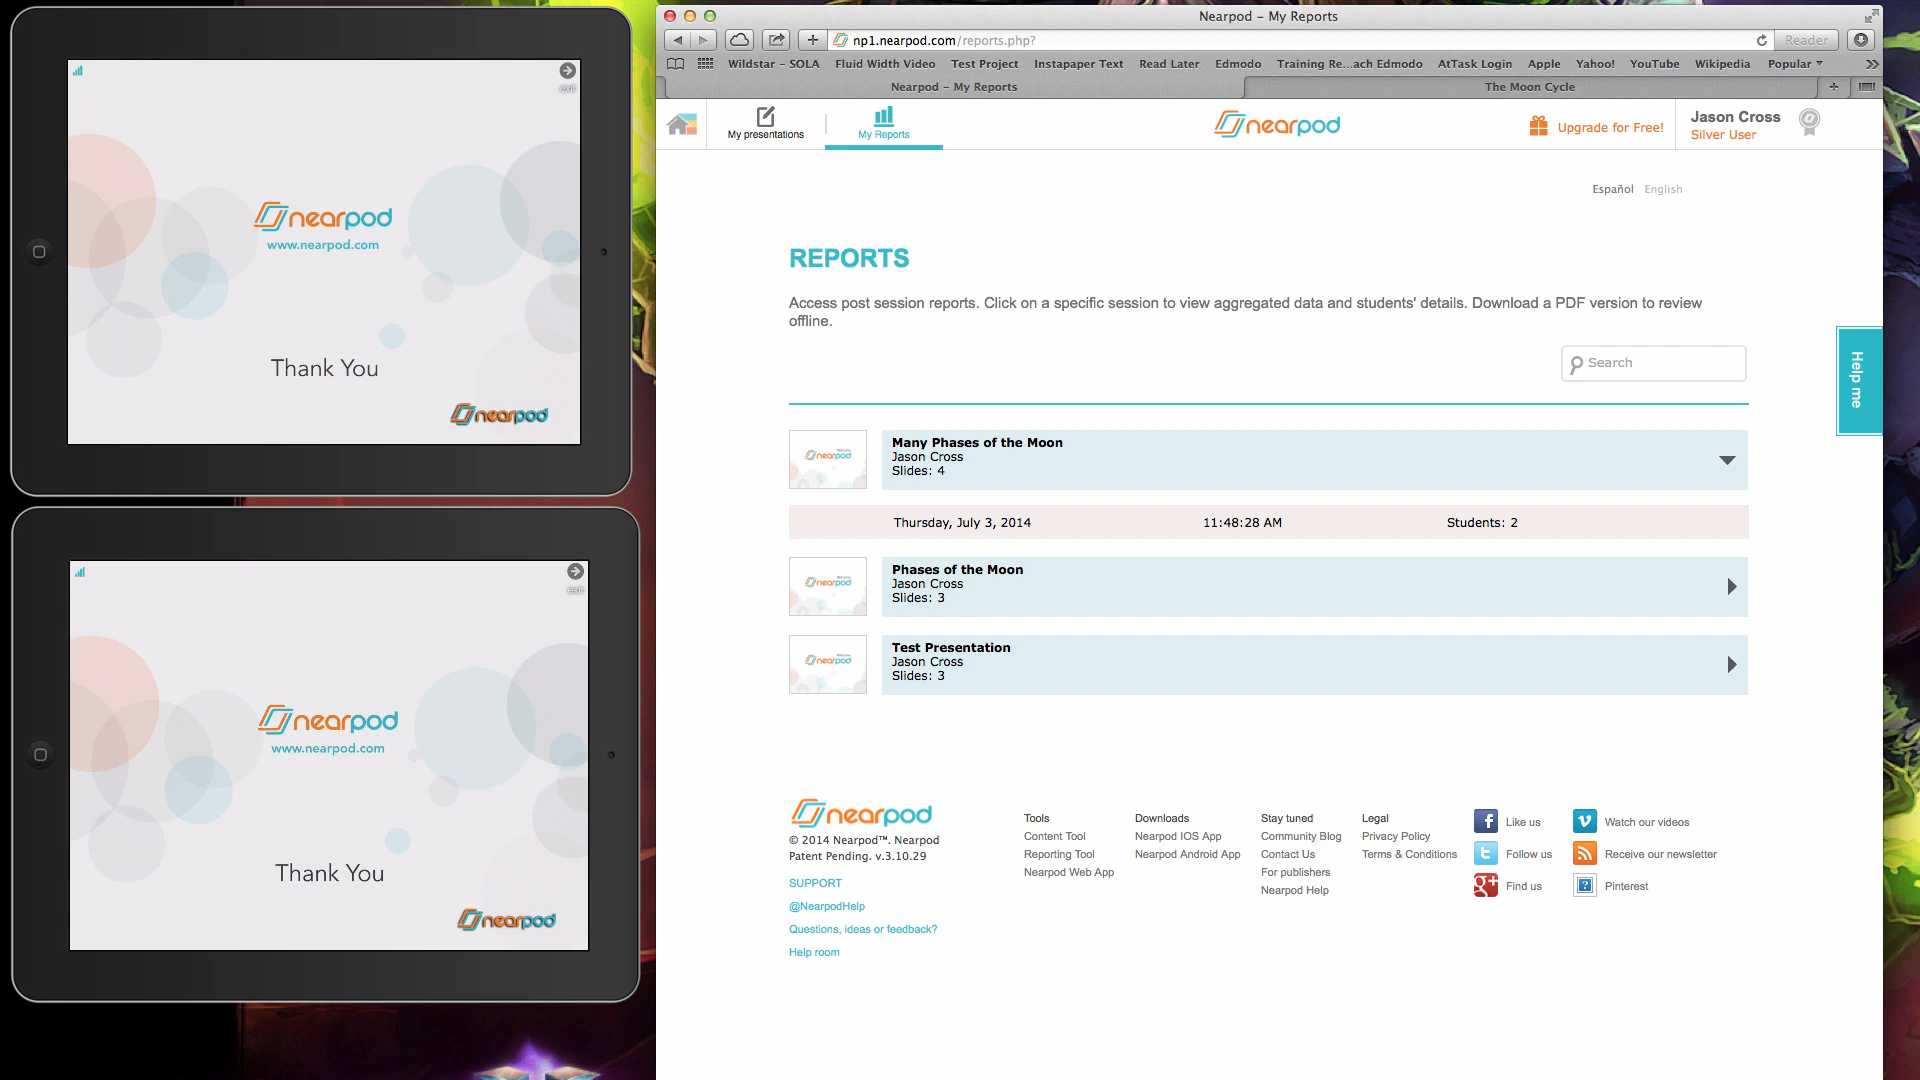 exit
nearpod
www.nearpod.com
Thank You
nearpod
exit
nearpod
www.nearpod.com
Thank You
nearpod
Nearpod – My Reports
np1.nearpod.com/reports.php?
Reader
Wildstar – SOLA Fluid Width Video Test Project Instapaper Text Read Later Edmodo Training Re...ach Edmodo AtTask Login Apple Yahoo! YouTube Wikipedia Popular
Nearpod – My Reports The Moon Cycle
My presentations My Reports nearpod Upgrade for Free! Jason Cross
Silver User
Español English
REPORTS
Access post session reports. Click on a specific session to view aggregated data and students' details. Download a PDF version to review
offline.
Search
Help me
nearpod
Many Phases of the Moon
Jason Cross
Slides: 4
Thursday, July 3, 2014 11:48:28 AM Students: 2
nearpod
Phases of the Moon
Jason Cross
Slides: 3
nearpod
Test Presentation
Jason Cross
Slides: 3
nearpod
© 2014 Nearpod™. Nearpod
Patent Pending. v.3.10.29
SUPPORT
@NearpodHelp
Questions, ideas or feedback?
Help room
Tools
Content Tool
Reporting Tool
Nearpod Web App
Downloads
Nearpod IOS App
Nearpod Android App
Stay tuned
Community Blog
Contact Us
For publishers
Nearpod Help
Legal
Privacy Policy
Terms & Conditions
Like us
Follow us
Find us
Watch our videos
Receive our newsletter
Pinterest